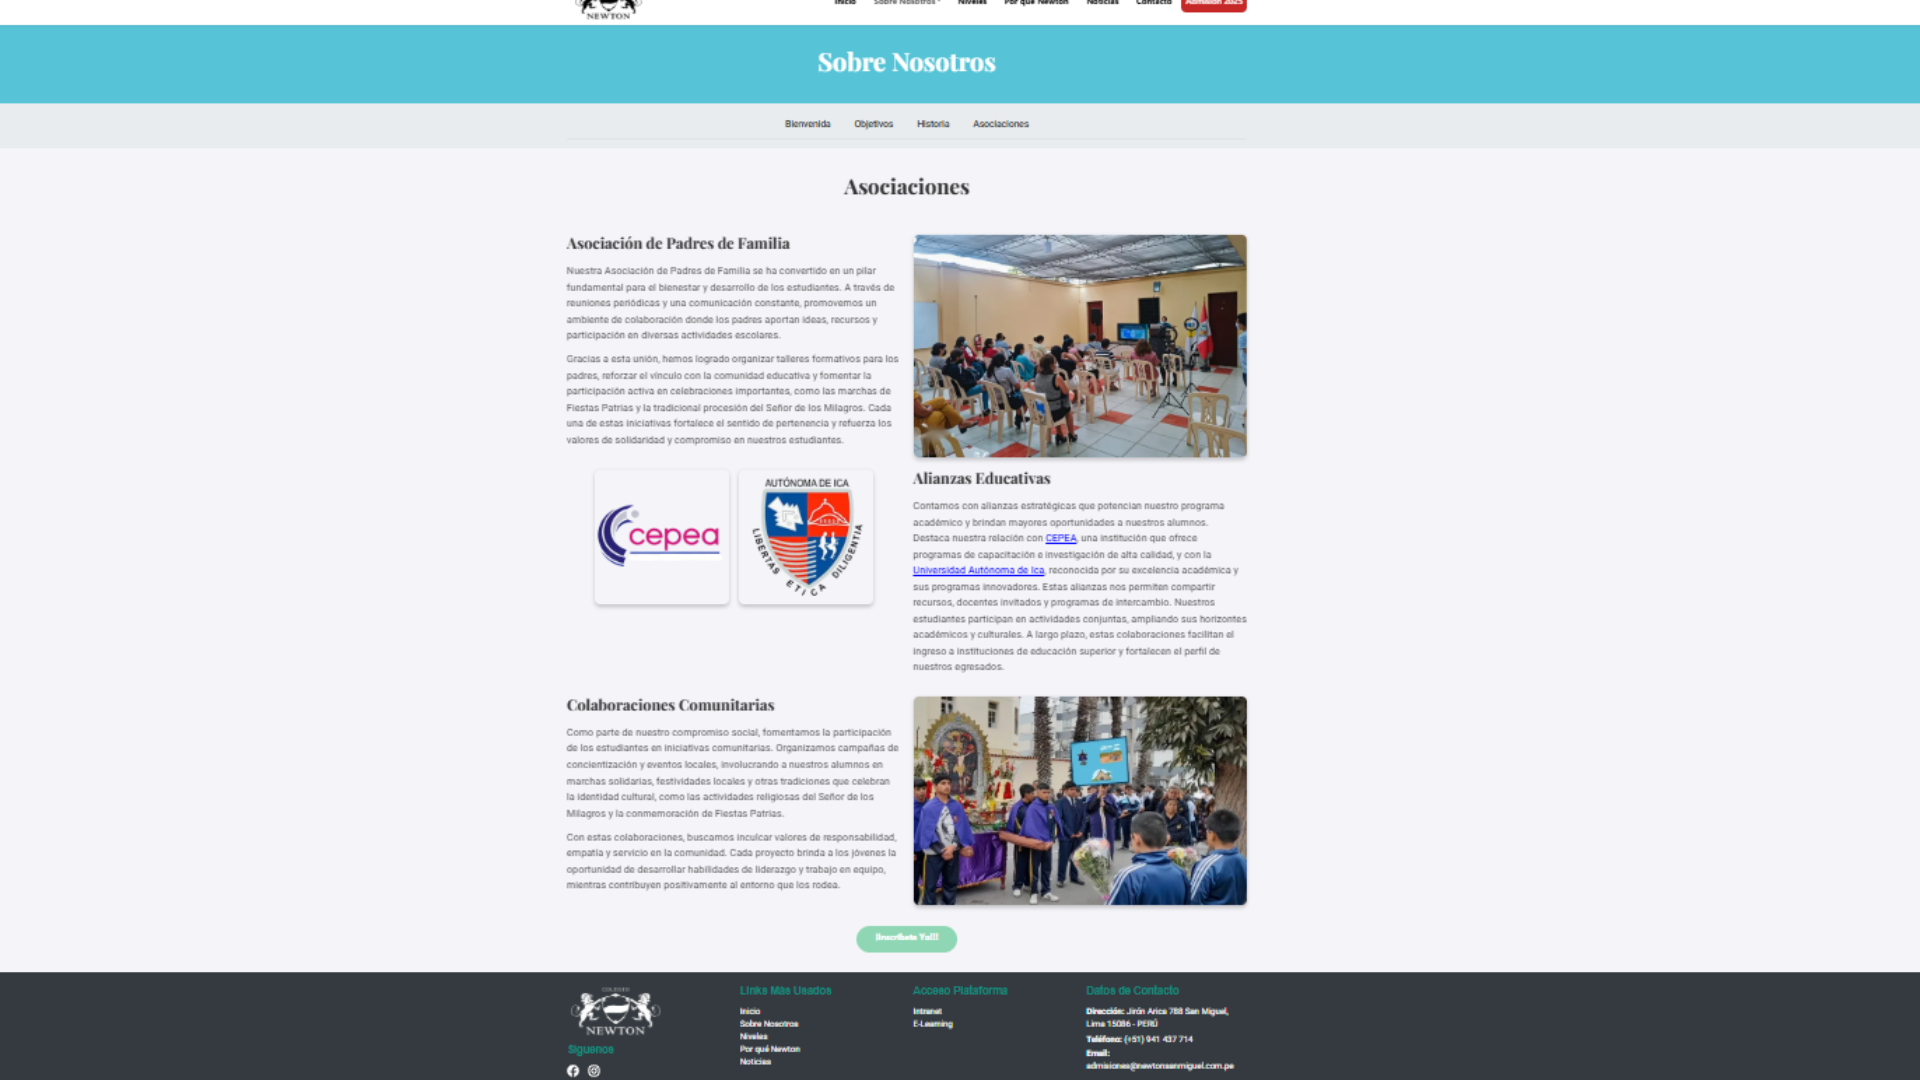 NEWTON
Inicio Sobre Nosotros Niveles Por qué Newton Noticias Contacto Admisión 2025
Sobre Nosotros
Bienvenida Objetivos Historia Asociaciones
Asociaciones
Asociación de Padres de Familia
Nuestra Asociación de Padres de Familia se ha convertido en un pilar
fundamental para el bienestar y desarrollo de los estudiantes. A través de
reuniones periódicas y una comunicación constante, promovemos un
ambiente de colaboración donde los padres aportan ideas, recursos y
participación en diversas actividades escolares.
Gracias a esta unión, hemos logrado organizar talleres formativos para los
padres, reforzar el vínculo con la comunidad educativa y fomentar la
participación activa en celebraciones importantes, como las marchas de
Fiestas Patrias y la tradicional procesión del Señor de los Milagros. Cada
una de estas iniciativas fortalece el sentido de pertenencia y refuerza los
valores de solidaridad y compromiso en nuestros estudiantes.
cepea
AUTÓNOMA DE ICA
LIBERTAS ETICA DILIGENTIA
Alianzas Educativas
Contamos con alianzas estratégicas que potencian nuestro programa
académico y brindan mayores oportunidades a nuestros alumnos.
Destaca nuestra relación con CEPEA, una institución que ofrece
programas de capacitación e investigación de alta calidad, y con la
Universidad Autónoma de Ica, reconocida por su excelencia académica y
sus programas innovadores. Estas alianzas nos permiten compartir
recursos, docentes invitados y programas de intercambio. Nuestros
estudiantes participan en actividades conjuntas, ampliando sus horizontes
académicos y culturales. A largo plazo, estas colaboraciones facilitan el
ingreso a instituciones de educación superior y fortalecen el perfil de
nuestros egresados.
Colaboraciones Comunitarias
Como parte de nuestro compromiso social, fomentamos la participación
de los estudiantes en iniciativas comunitarias. Organizamos campañas de
concientización y eventos locales, involucrando a nuestros alumnos en
marchas solidarias, festividades locales y otras tradiciones que celebran
la identidad cultural, como las actividades religiosas del Señor de los
Milagros y la conmemoración de Fiestas Patrias.
Con estas colaboraciones, buscamos inculcar valores de responsabilidad,
empatía y servicio en la comunidad. Cada proyecto brinda a los jóvenes la
oportunidad de desarrollar habilidades de liderazgo y trabajo en equipo,
mientras contribuyen positivamente al entorno que los rodea.
¡Inscríbete Ya!!!
COLEGIO
NEWTON
Síguenos
Links Más Usados
Inicio
Sobre Nosotros
Niveles
Por qué Newton
Noticias
Acceso Plataforma
Intranet
E-Learning
Datos de Contacto
Dirección: Jirón Arica 788 San Miguel,
Lima 15086 - PERÚ
Teléfono: (+51) 941 437 714
Email:
admisiones@newtonsanmiguel.com.pe